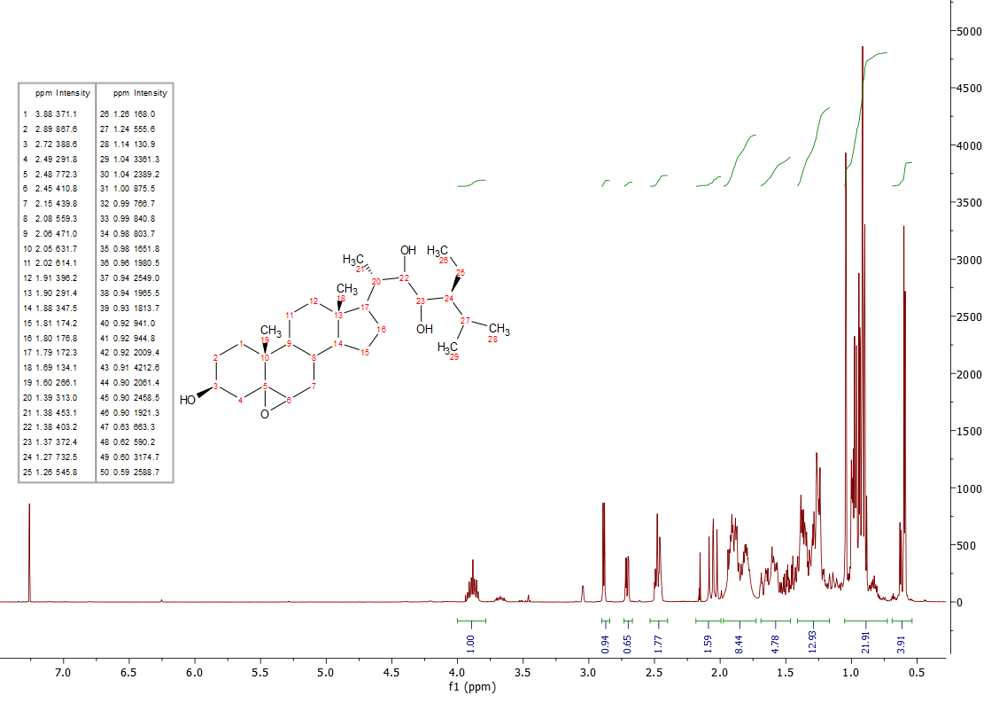 ppm Intensity ppm Intensity
1 3.88 371.1 26 1.26 168.0
2 2.89 867.6 27 1.24 555.6
3 2.72 388.6 28 1.14 130.9
4 2.49 291.8 29 1.04 3361.3
5 2.48 772.3 30 1.04 2389.2
6 2.45 410.8 31 1.00 875.5
7 2.15 439.8 32 0.99 766.7
8 2.08 559.3 33 0.99 840.8
9 2.06 471.0 34 0.98 803.7
10 2.05 631.7 35 0.98 1651.8
11 2.02 614.1 36 0.96 1980.5
12 1.91 396.2 37 0.94 2549.0
13 1.90 291.4 38 0.94 1965.5
14 1.88 347.5 39 0.93 1813.7
15 1.81 174.2 40 0.92 941.0
16 1.80 176.8 41 0.92 944.8
17 1.79 172.3 42 0.92 2009.4
18 1.69 134.1 43 0.91 4212.6
19 1.60 266.1 44 0.90 2061.4
20 1.39 313.0 45 0.90 2458.5
21 1.38 453.1 46 0.90 1921.3
22 1.38 403.2 47 0.63 663.3
23 1.37 372.4 48 0.62 590.2
24 1.27 732.5 49 0.60 3174.7
25 1.26 545.8 50 0.59 2588.7
OH
H3C
26
H3C
21
25
20
22
CH3
18
12
17
23
24
11
13
27
CH3
28
OH
16
CH3
19
H3C
29
1
9
14
15
2
10
8
3
5
7
HO
4
6
O
5000
4500
4000
3500
3000
2500
2000
1500
1000
500
0
1.00
0.94
0.65
1.77
1.59
8.44
4.78
12.93
21.91
3.91
7.0 6.5 6.0 5.5 5.0 4.5 4.0 3.5 3.0 2.5 2.0 1.5 1.0 0.5
f1 (ppm)